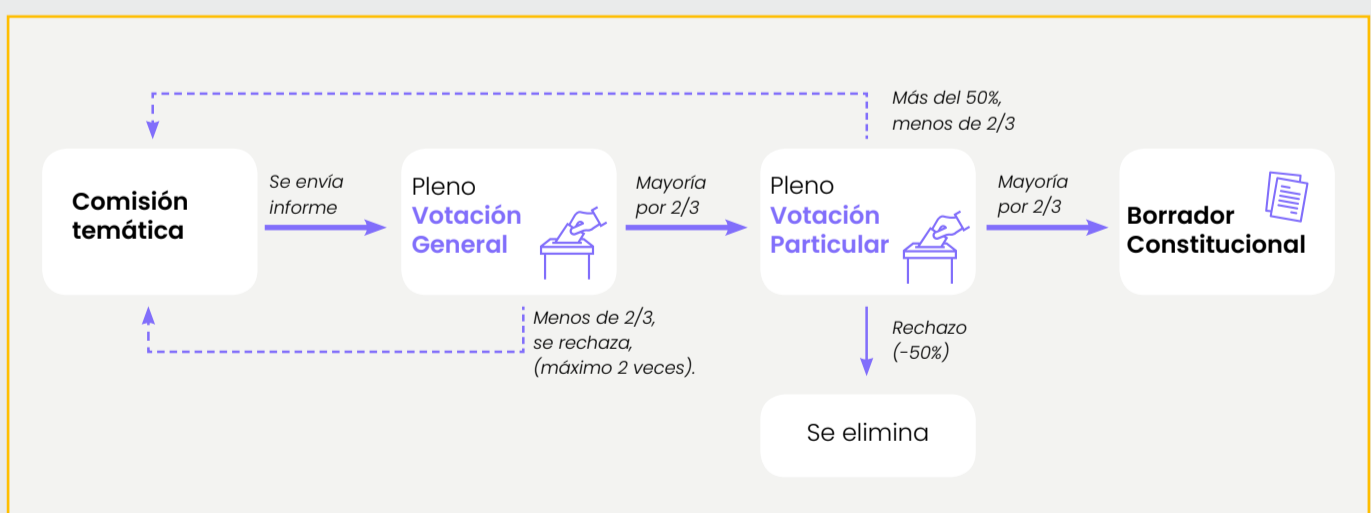 Más del 50%,
menos de 2/3
Comisión
temática
Se envía
informe
Pleno
Votación
General
Mayoría
por 2/3
Pleno
Votación
Particular
Mayoría
por 2/3
Borrador
Constitucional
Menos de 2/3,
se rechaza,
(máximo 2 veces).
Rechazo
(-50%)
Se elimina